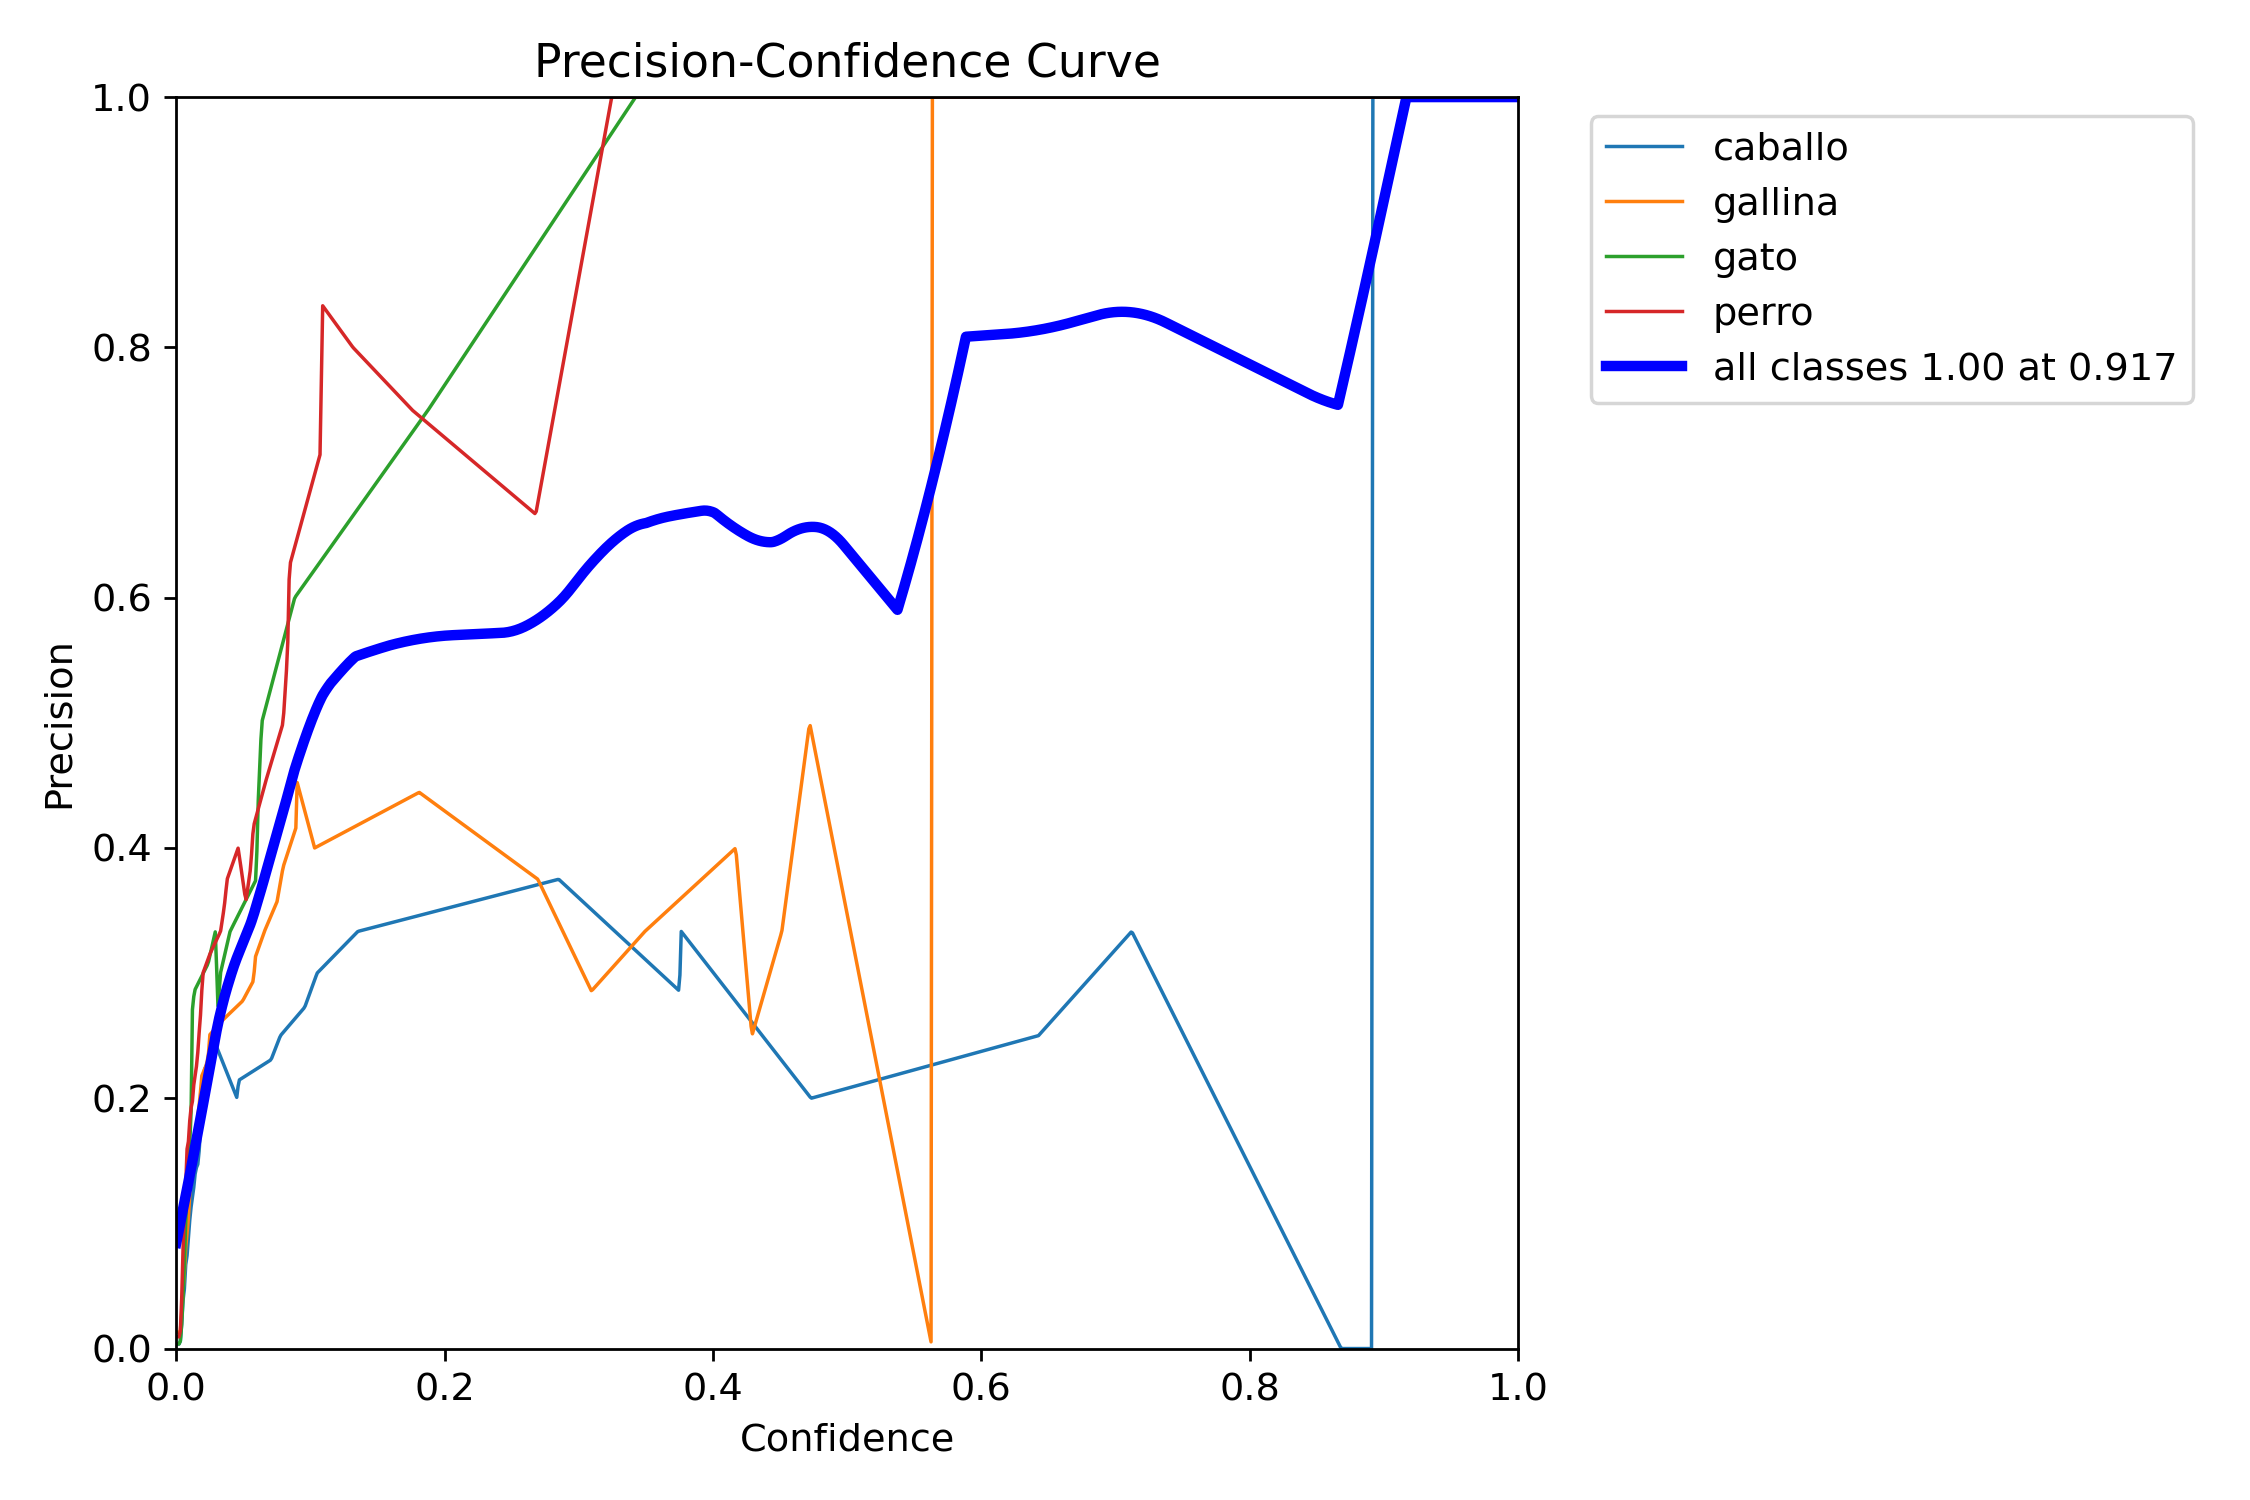 Precision-Confidence Curve
1.0
0.8
0.6
0.4
0.2
0.0
Precision
0.0 0.2 0.4 0.6 0.8 1.0
Confidence
caballo
gallina
gato
perro
all classes 1.00 at 0.917